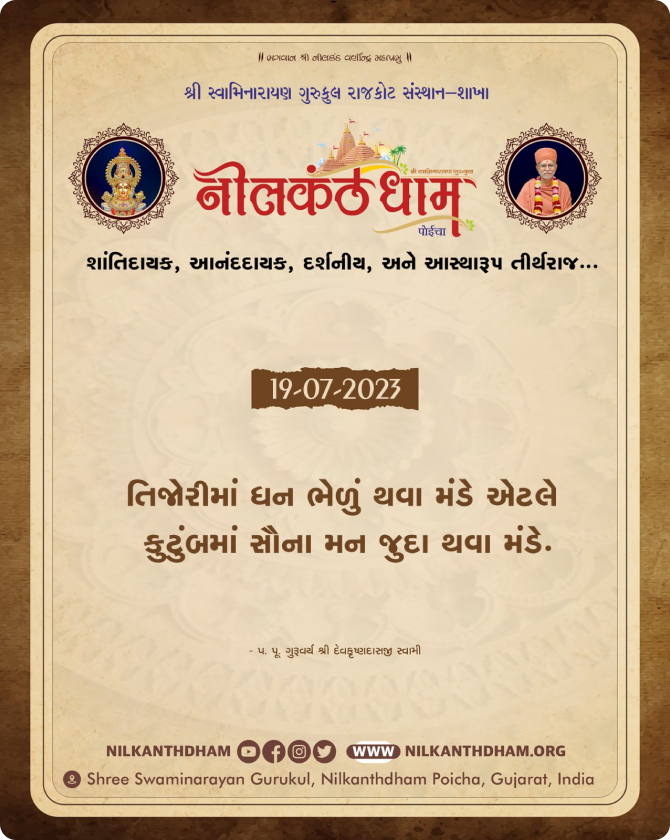 ॥ ભગવાન શ્રી નીલકંઠ વર્ણીન્દ્ર મહાપ્રભુ ॥
શ્રી સ્વામિનારાયણ ગુરુકુલ રાજકોટ સંસ્થાન–શાખા
શ્રી સ્વામિનારાયણ ગુરુકુલ
નીલકંઠ ધામ
પોઈચા
શાંતિદાયક, આનંદદાયક, દર્શનીય, અને આસ્થારૂપ તીર્થરાજ...
19-07-2023
તિજોરીમાં ધન ભેળું થવા મંડે એટલે
કુટુંબમાં સૌના મન જુદા થવા મંડે.
- પ. પૂ. ગુરૂવર્ય શ્રી દેવકૃષ્ણદાસજી સ્વામી
NILKANTHDHAM WWW NILKANTHDHAM.ORG
Shree Swaminarayan Gurukul, Nilkanthdham Poicha, Gujarat, India